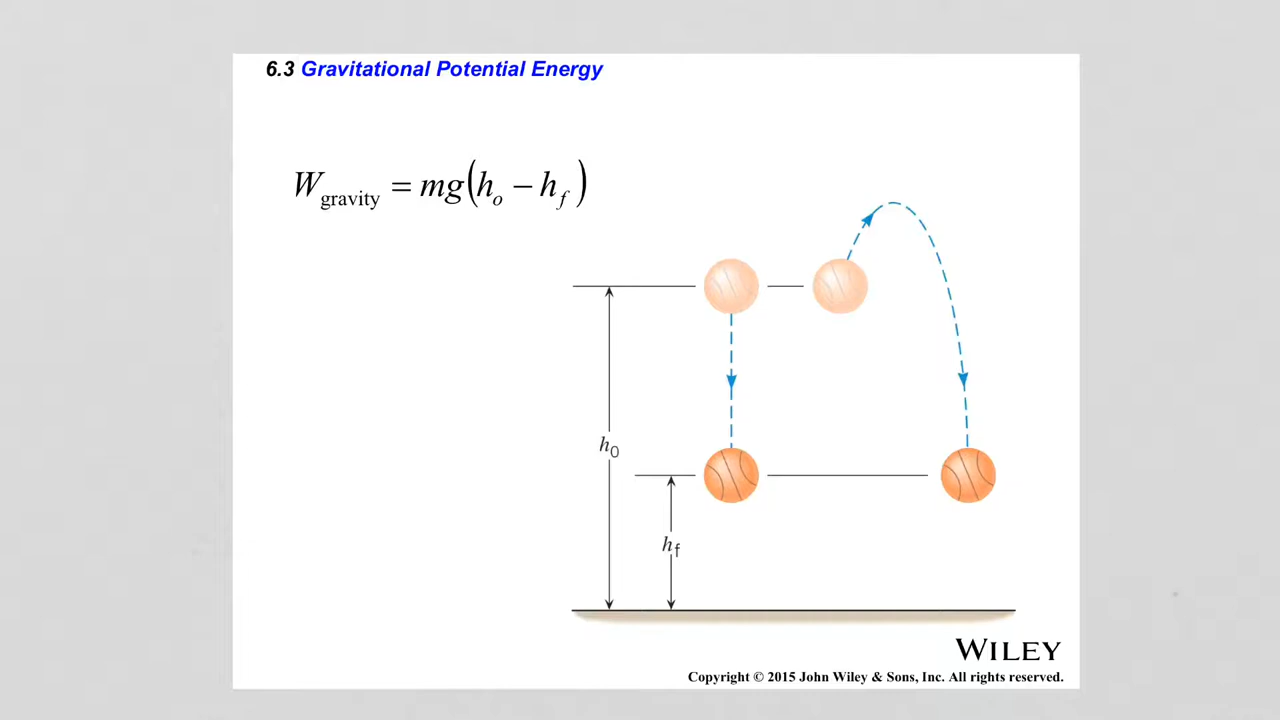 6.3 Gravitational Potential Energy
W_gravity = mg(h_o − h_f)
h_0
h_f
WILEY
Copyright © 2015 John Wiley & Sons, Inc. All rights reserved.